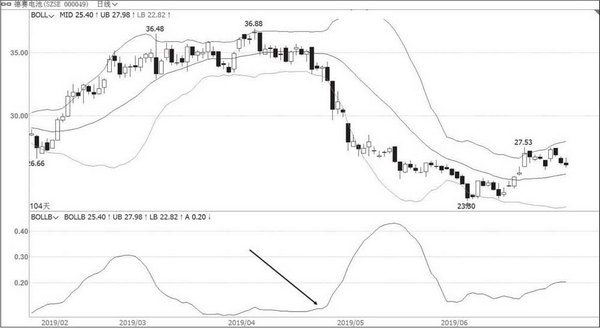 德赛电池(SZSE 000049) 日线
BOLL MID 25.40↑ UB 27.98↑ LB 22.82↑
36.48
36.88
35.00
30.00
27.53
26.66
23.30
104天
BOLLB BOLLB 25.40↑ UB 27.98↑ LB 22.82↑ A 0.20↓
0.40
0.30
0.20
2019/02 2019/03 2019/04 2019/05 2019/06